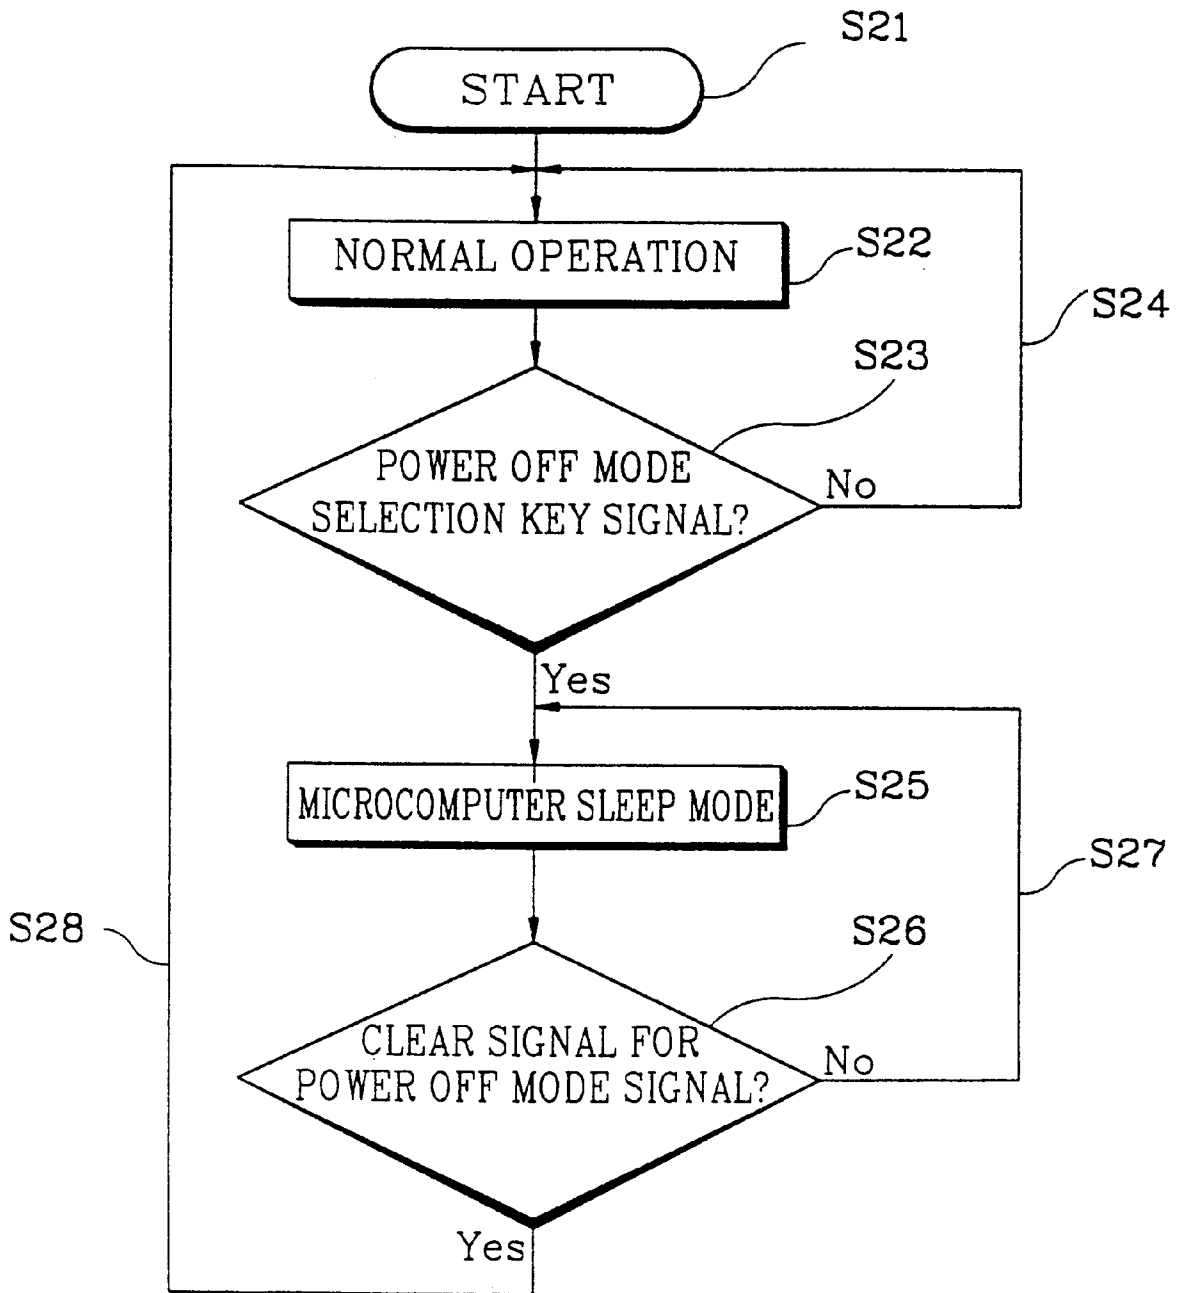 S21
START
NORMAL OPERATION
S22
S24
S23
POWER OFF MODE
SELECTION KEY SIGNAL?
No
Yes
MICROCOMPUTER SLEEP MODE
S25
S27
S28
S26
CLEAR SIGNAL FOR
POWER OFF MODE SIGNAL?
No
Yes